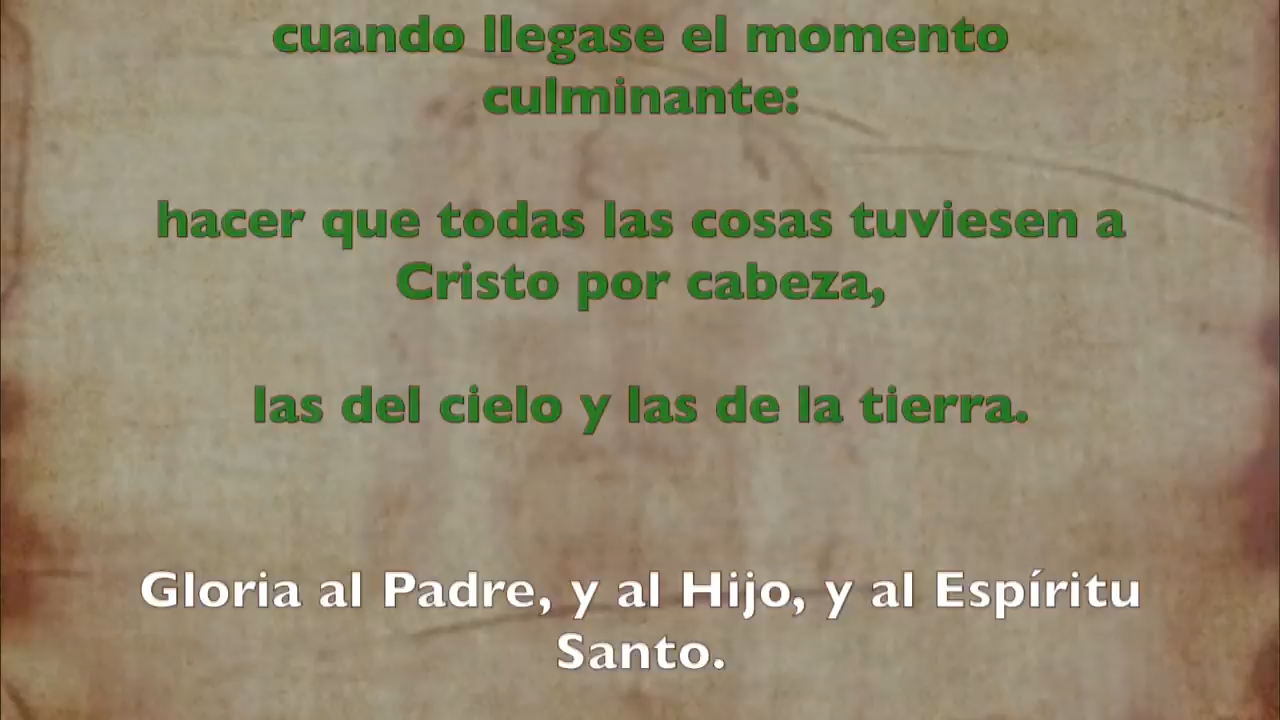 cuando llegase el momento
culminante:
hacer que todas las cosas tuviesen a
Cristo por cabeza,
las del cielo y las de la tierra.
Gloria al Padre, y al Hijo, y al Espíritu
Santo.